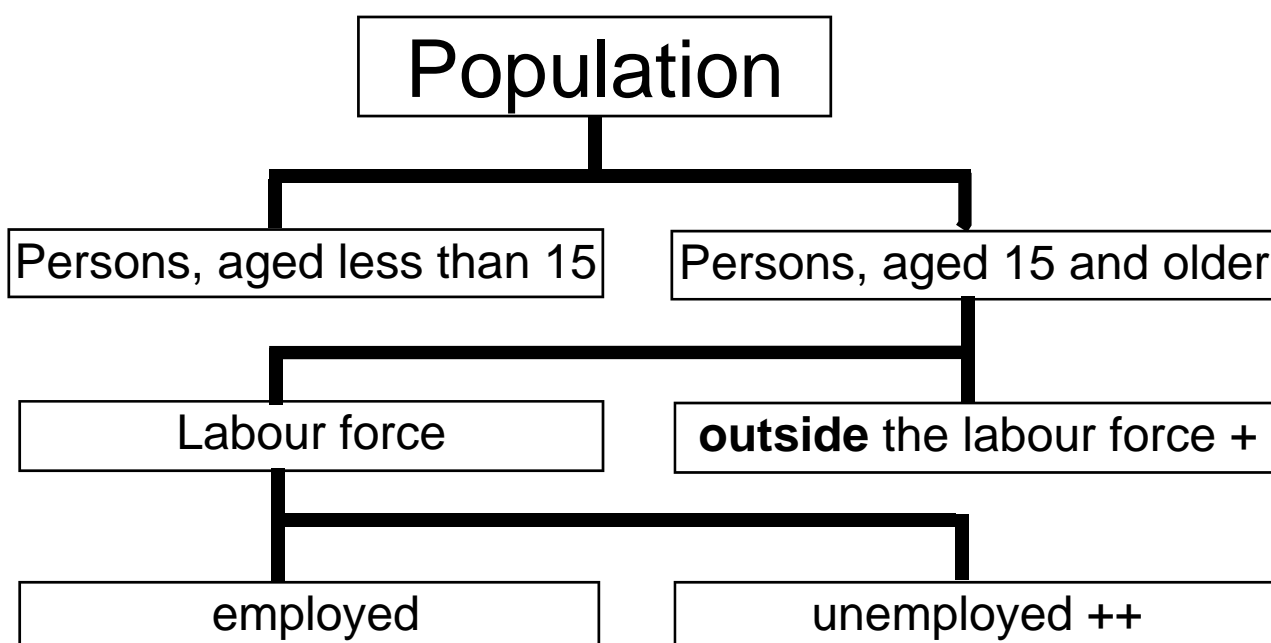 Population
Persons, aged less than 15
Persons, aged 15 and older
Labour force
outside the labour force +
employed
unemployed ++